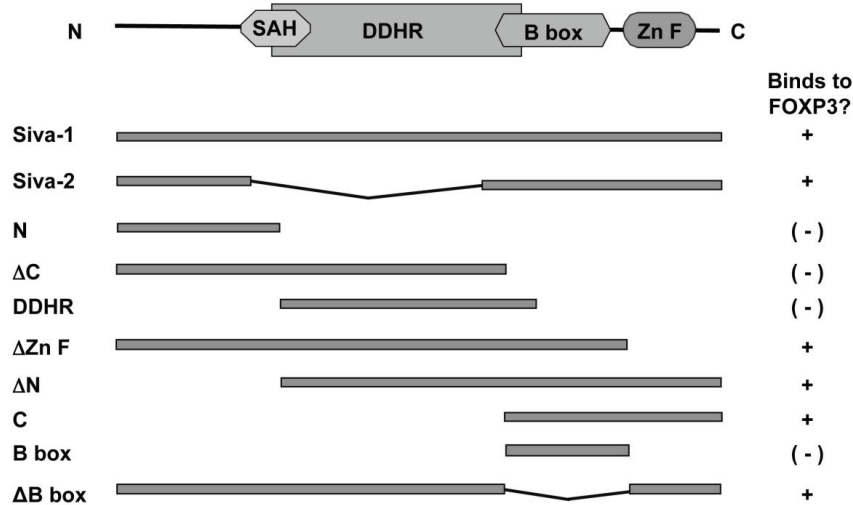 N SAH DDHR B box Zn F C
Binds to
FOXP3?
Siva-1 +
Siva-2 +
N ( - )
ΔC ( - )
DDHR ( - )
ΔZn F +
ΔN +
C +
B box ( - )
ΔB box +